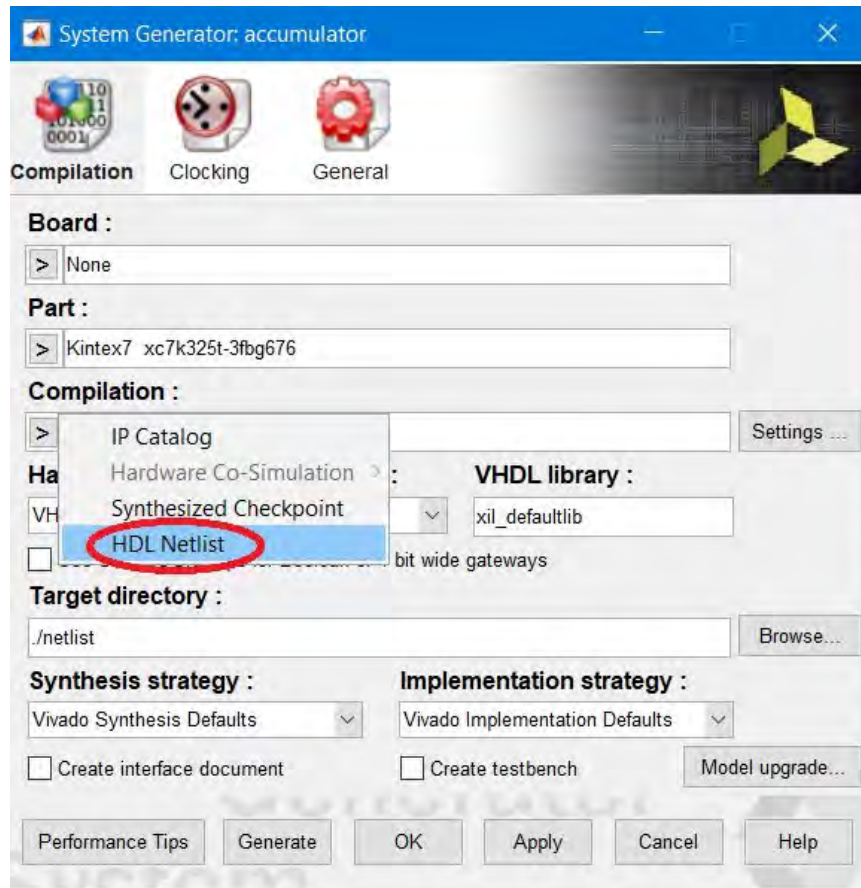 System Generator: accumulator
Compilation Clocking General
Board :
> None
Part :
> Kintex7 xc7k325t-3fbg676
Compilation :
> IP Catalog Settings ...
Ha Hardware Co-Simulation > : VHDL library :
VH Synthesized Checkpoint xil_defaultlib
HDL Netlist
bit wide gateways
Target directory :
./netlist Browse...
Synthesis strategy : Implementation strategy :
Vivado Synthesis Defaults Vivado Implementation Defaults
Create interface document Create testbench Model upgrade...
Performance Tips Generate OK Apply Cancel Help